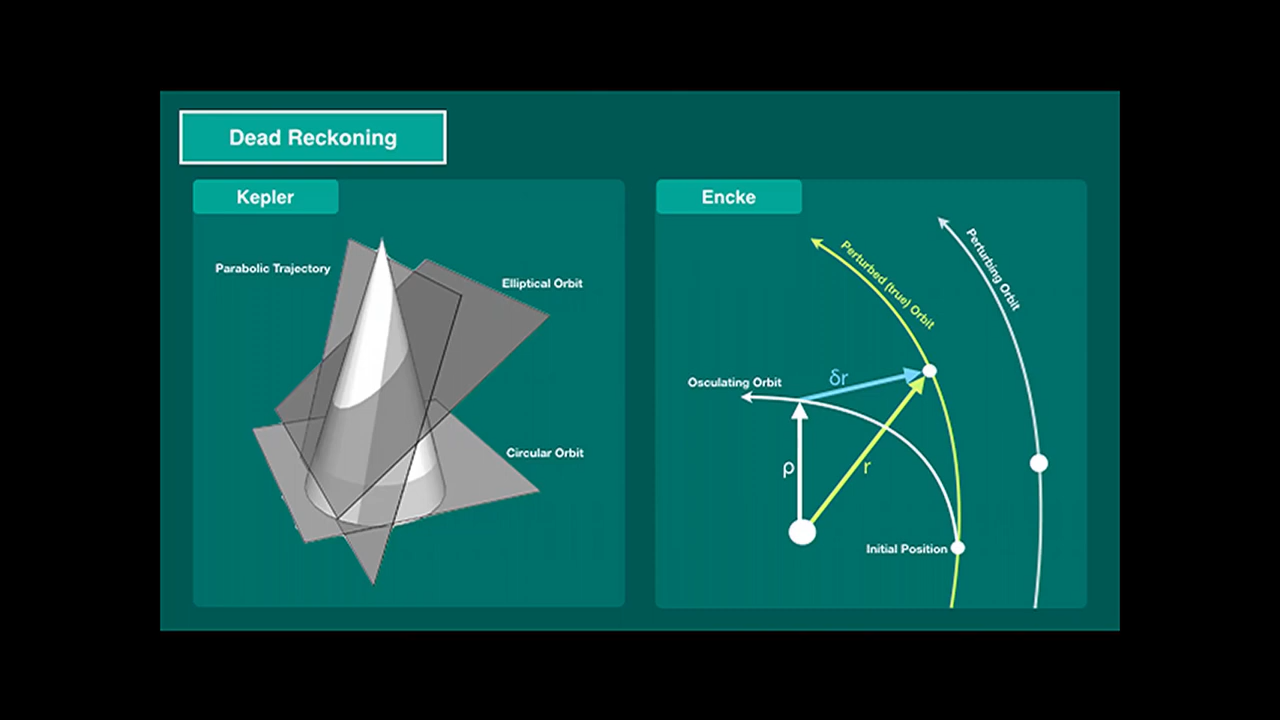 Dead Reckoning
Kepler
Parabolic Trajectory
Elliptical Orbit
Circular Orbit
Encke
Perturbed (true) Orbit
Perturbing Orbit
Osculating Orbit
δr
ρ
r
Initial Position